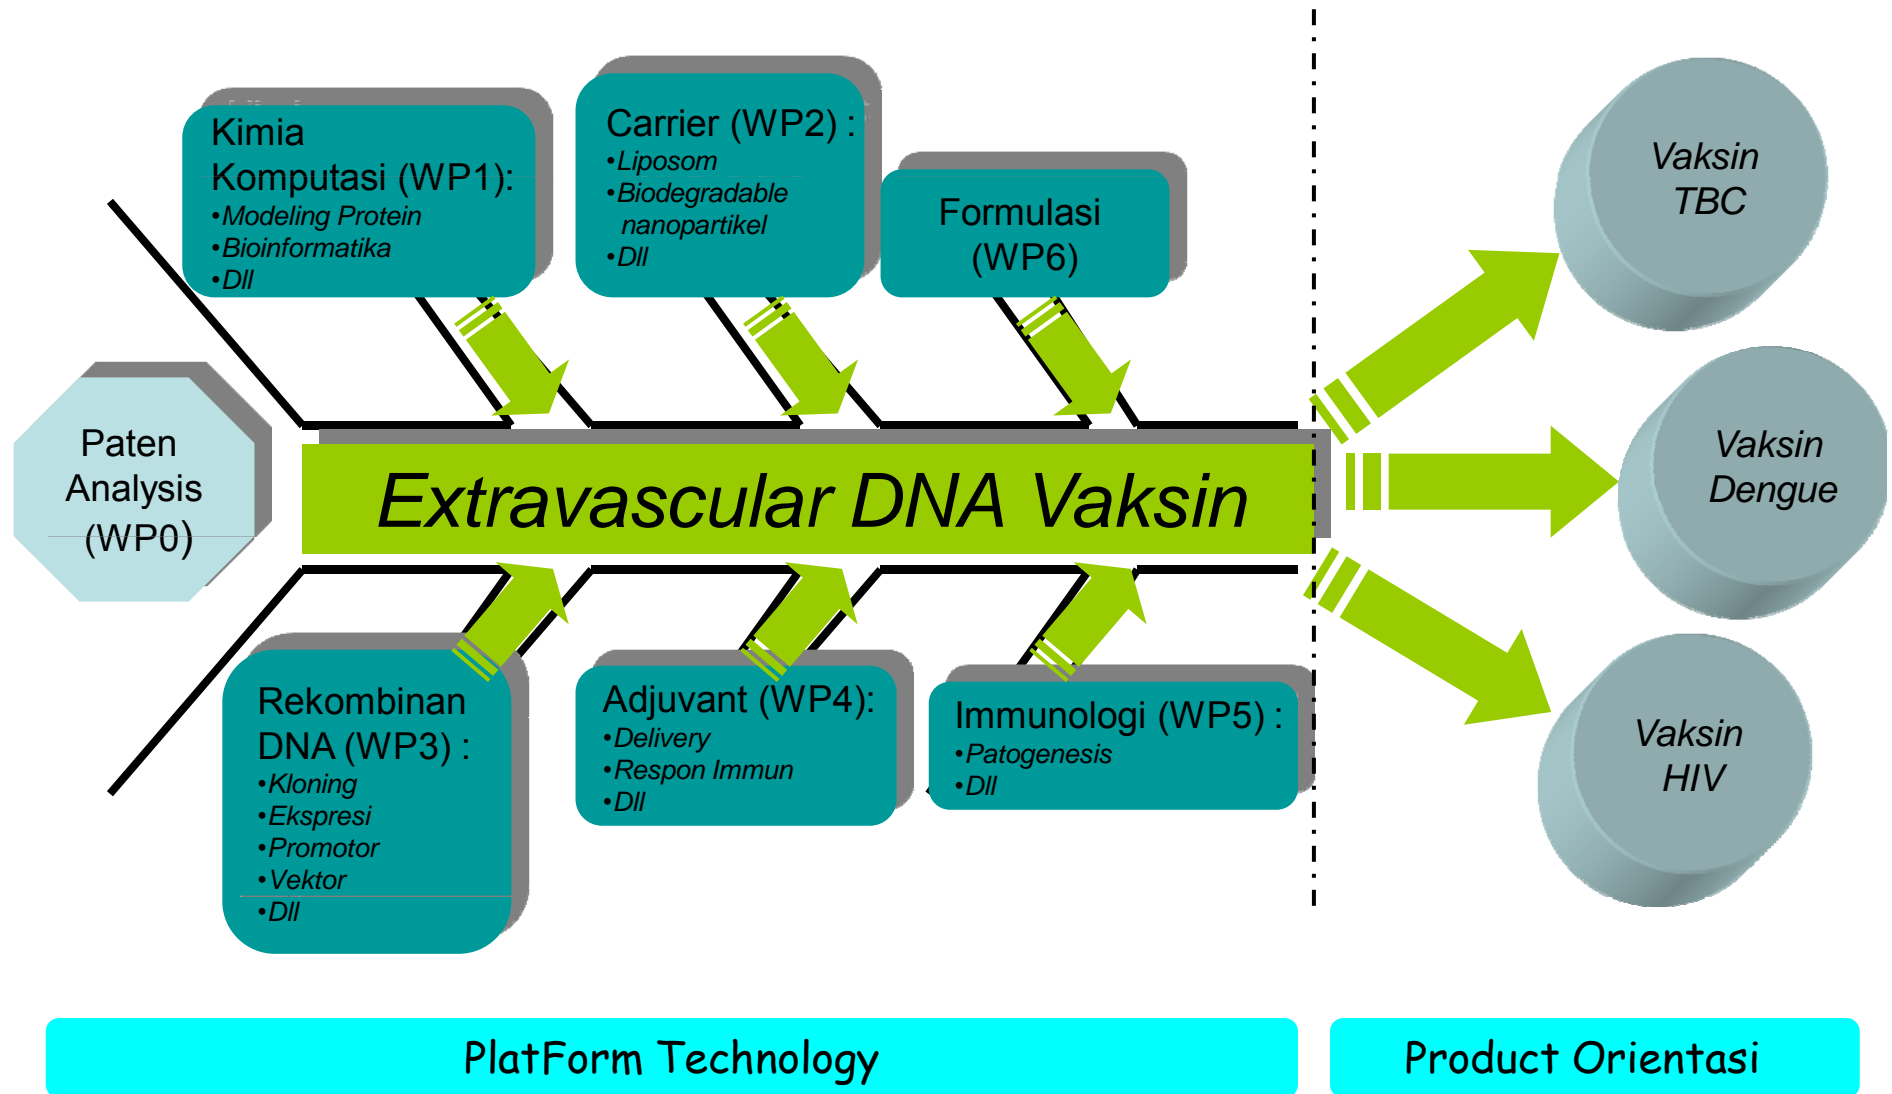 Kimia
Komputasi (WP1):
•Modeling Protein
•Bioinformatika
•Dll
Carrier (WP2) :
•Liposom
•Biodegradable
nanopartikel
•Dll
Formulasi
(WP6)
Vaksin
TBC
Paten
Analysis
(WP0)
Extravascular DNA Vaksin
Vaksin
Dengue
Rekombinan
DNA (WP3) :
•Kloning
•Ekspresi
•Promotor
•Vektor
•Dll
Adjuvant (WP4):
•Delivery
•Respon Immun
•Dll
Immunologi (WP5) :
•Patogenesis
•Dll
Vaksin
HIV
PlatForm Technology
Product Orientasi